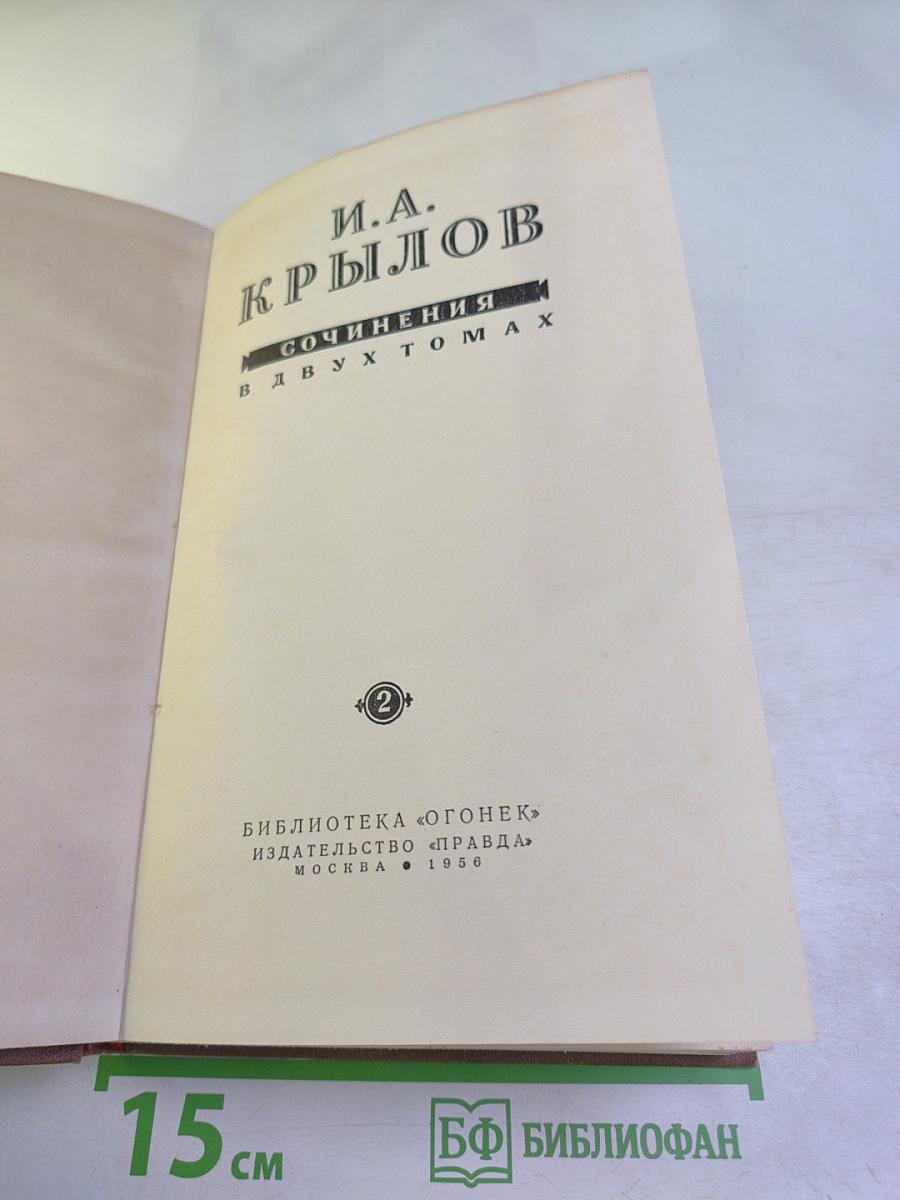 И.А.
КРЫЛОВ
СОЧИНЕНИЯ
В ДВУХ ТОМАХ
2
БИБЛИОТЕКА «ОГОНЕК»
ИЗДАТЕЛЬСТВО «ПРАВДА»
МОСКВА • 1956
15 см
БФ БИБЛИОФАН